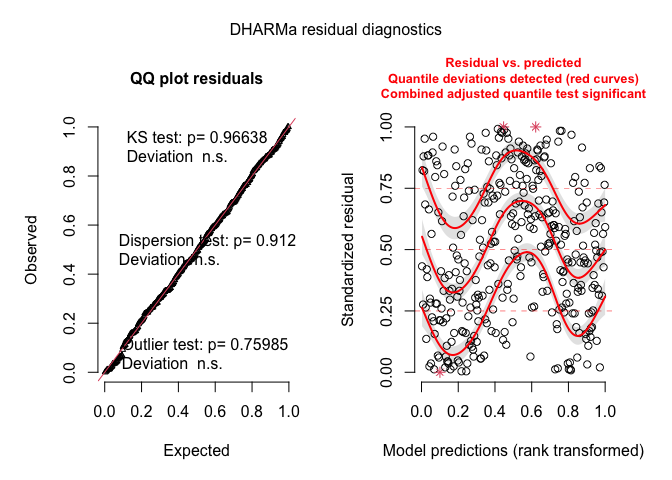 DHARMa residual diagnostics
QQ plot residuals
KS test: p= 0.96638
Deviation n.s.
Dispersion test: p= 0.912
Deviation n.s.
Outlier test: p= 0.75985
Deviation n.s.
Observed
0.0 0.2 0.4 0.6 0.8 1.0
0.0 0.2 0.4 0.6 0.8 1.0
Expected
Residual vs. predicted
Quantile deviations detected (red curves)
Combined adjusted quantile test significant
Standardized residual
0.00 0.25 0.50 0.75 1.00
0.0 0.2 0.4 0.6 0.8 1.0
Model predictions (rank transformed)